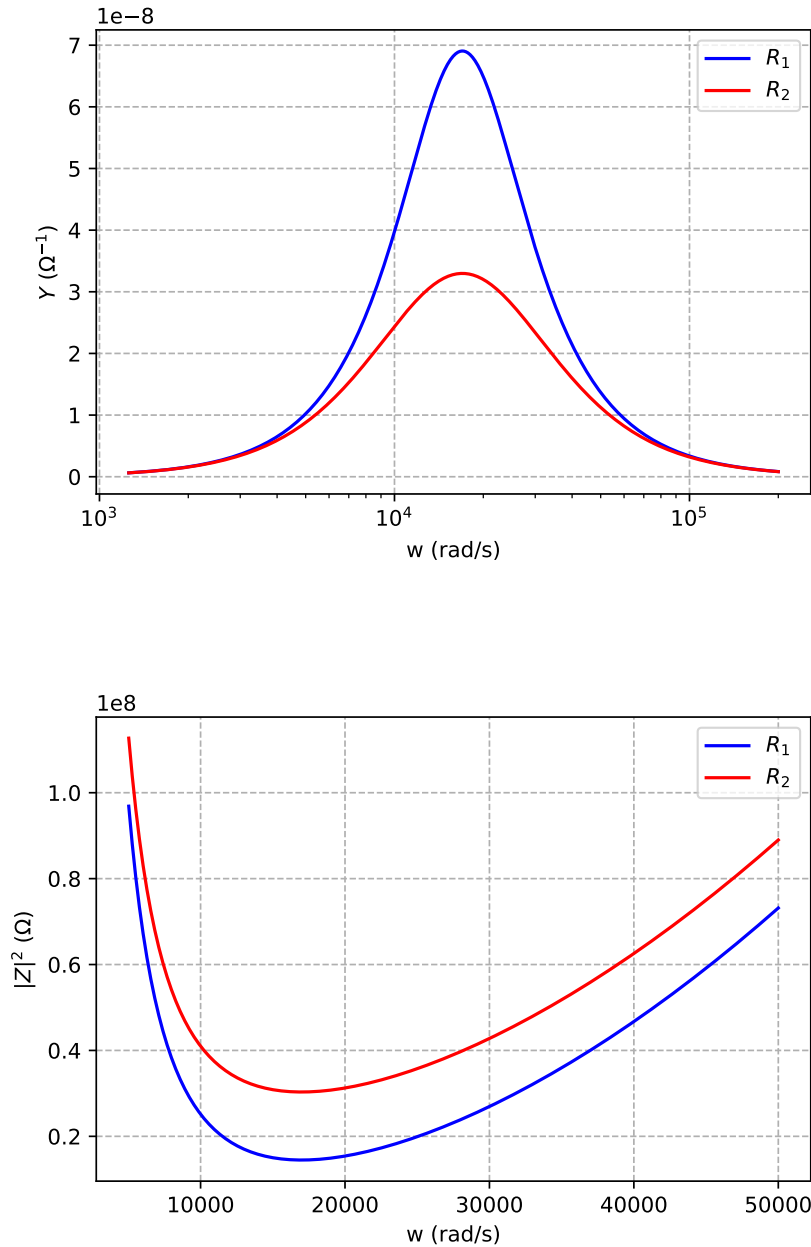 1e−8
7
6
5
4
3
2
1
0
Y (Ω⁻¹)
R₁
R₂
10³
10⁴
10⁵
w (rad/s)
1e8
1.0
0.8
0.6
0.4
0.2
|Z|² (Ω)
R₁
R₂
10000
20000
30000
40000
50000
w (rad/s)